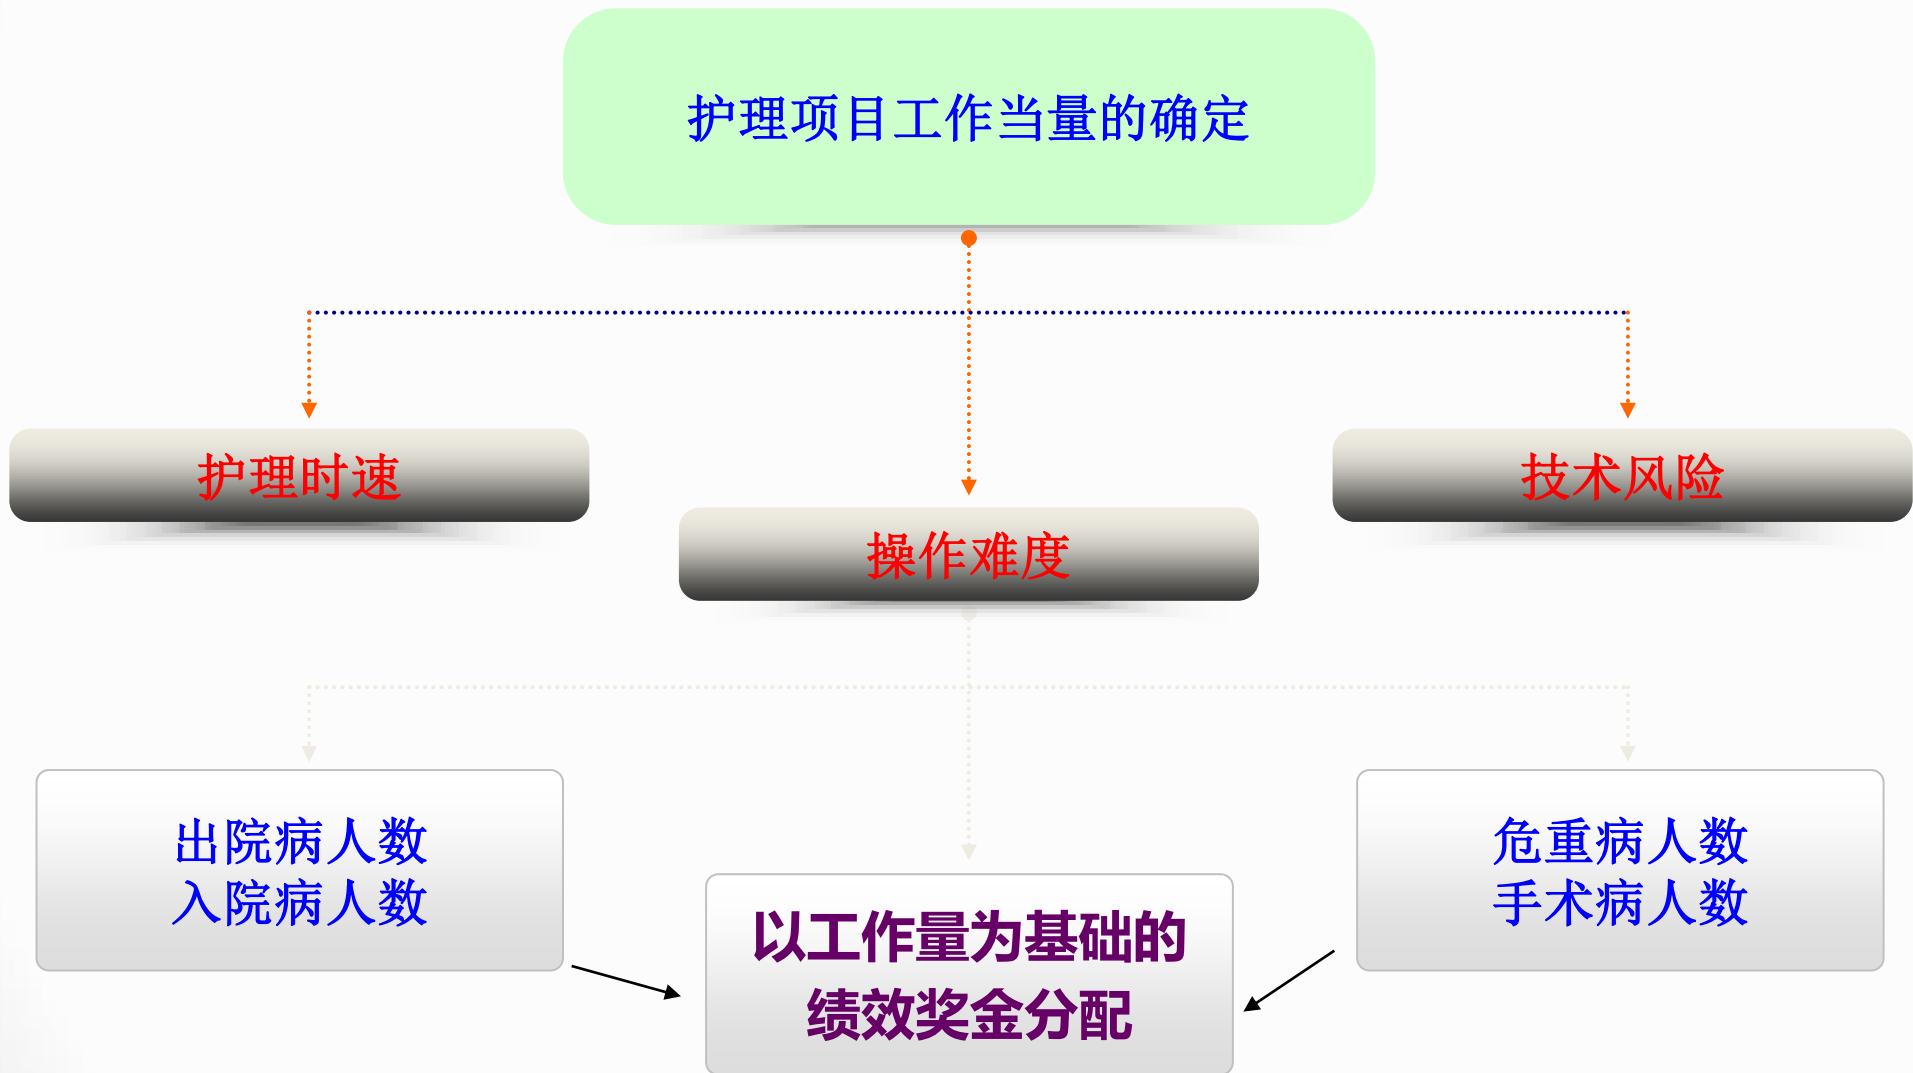 护理项目工作当量的确定
护理时速
操作难度
技术风险
出院病人数
入院病人数
危重病人数
手术病人数
以工作量为基础的
绩效奖金分配